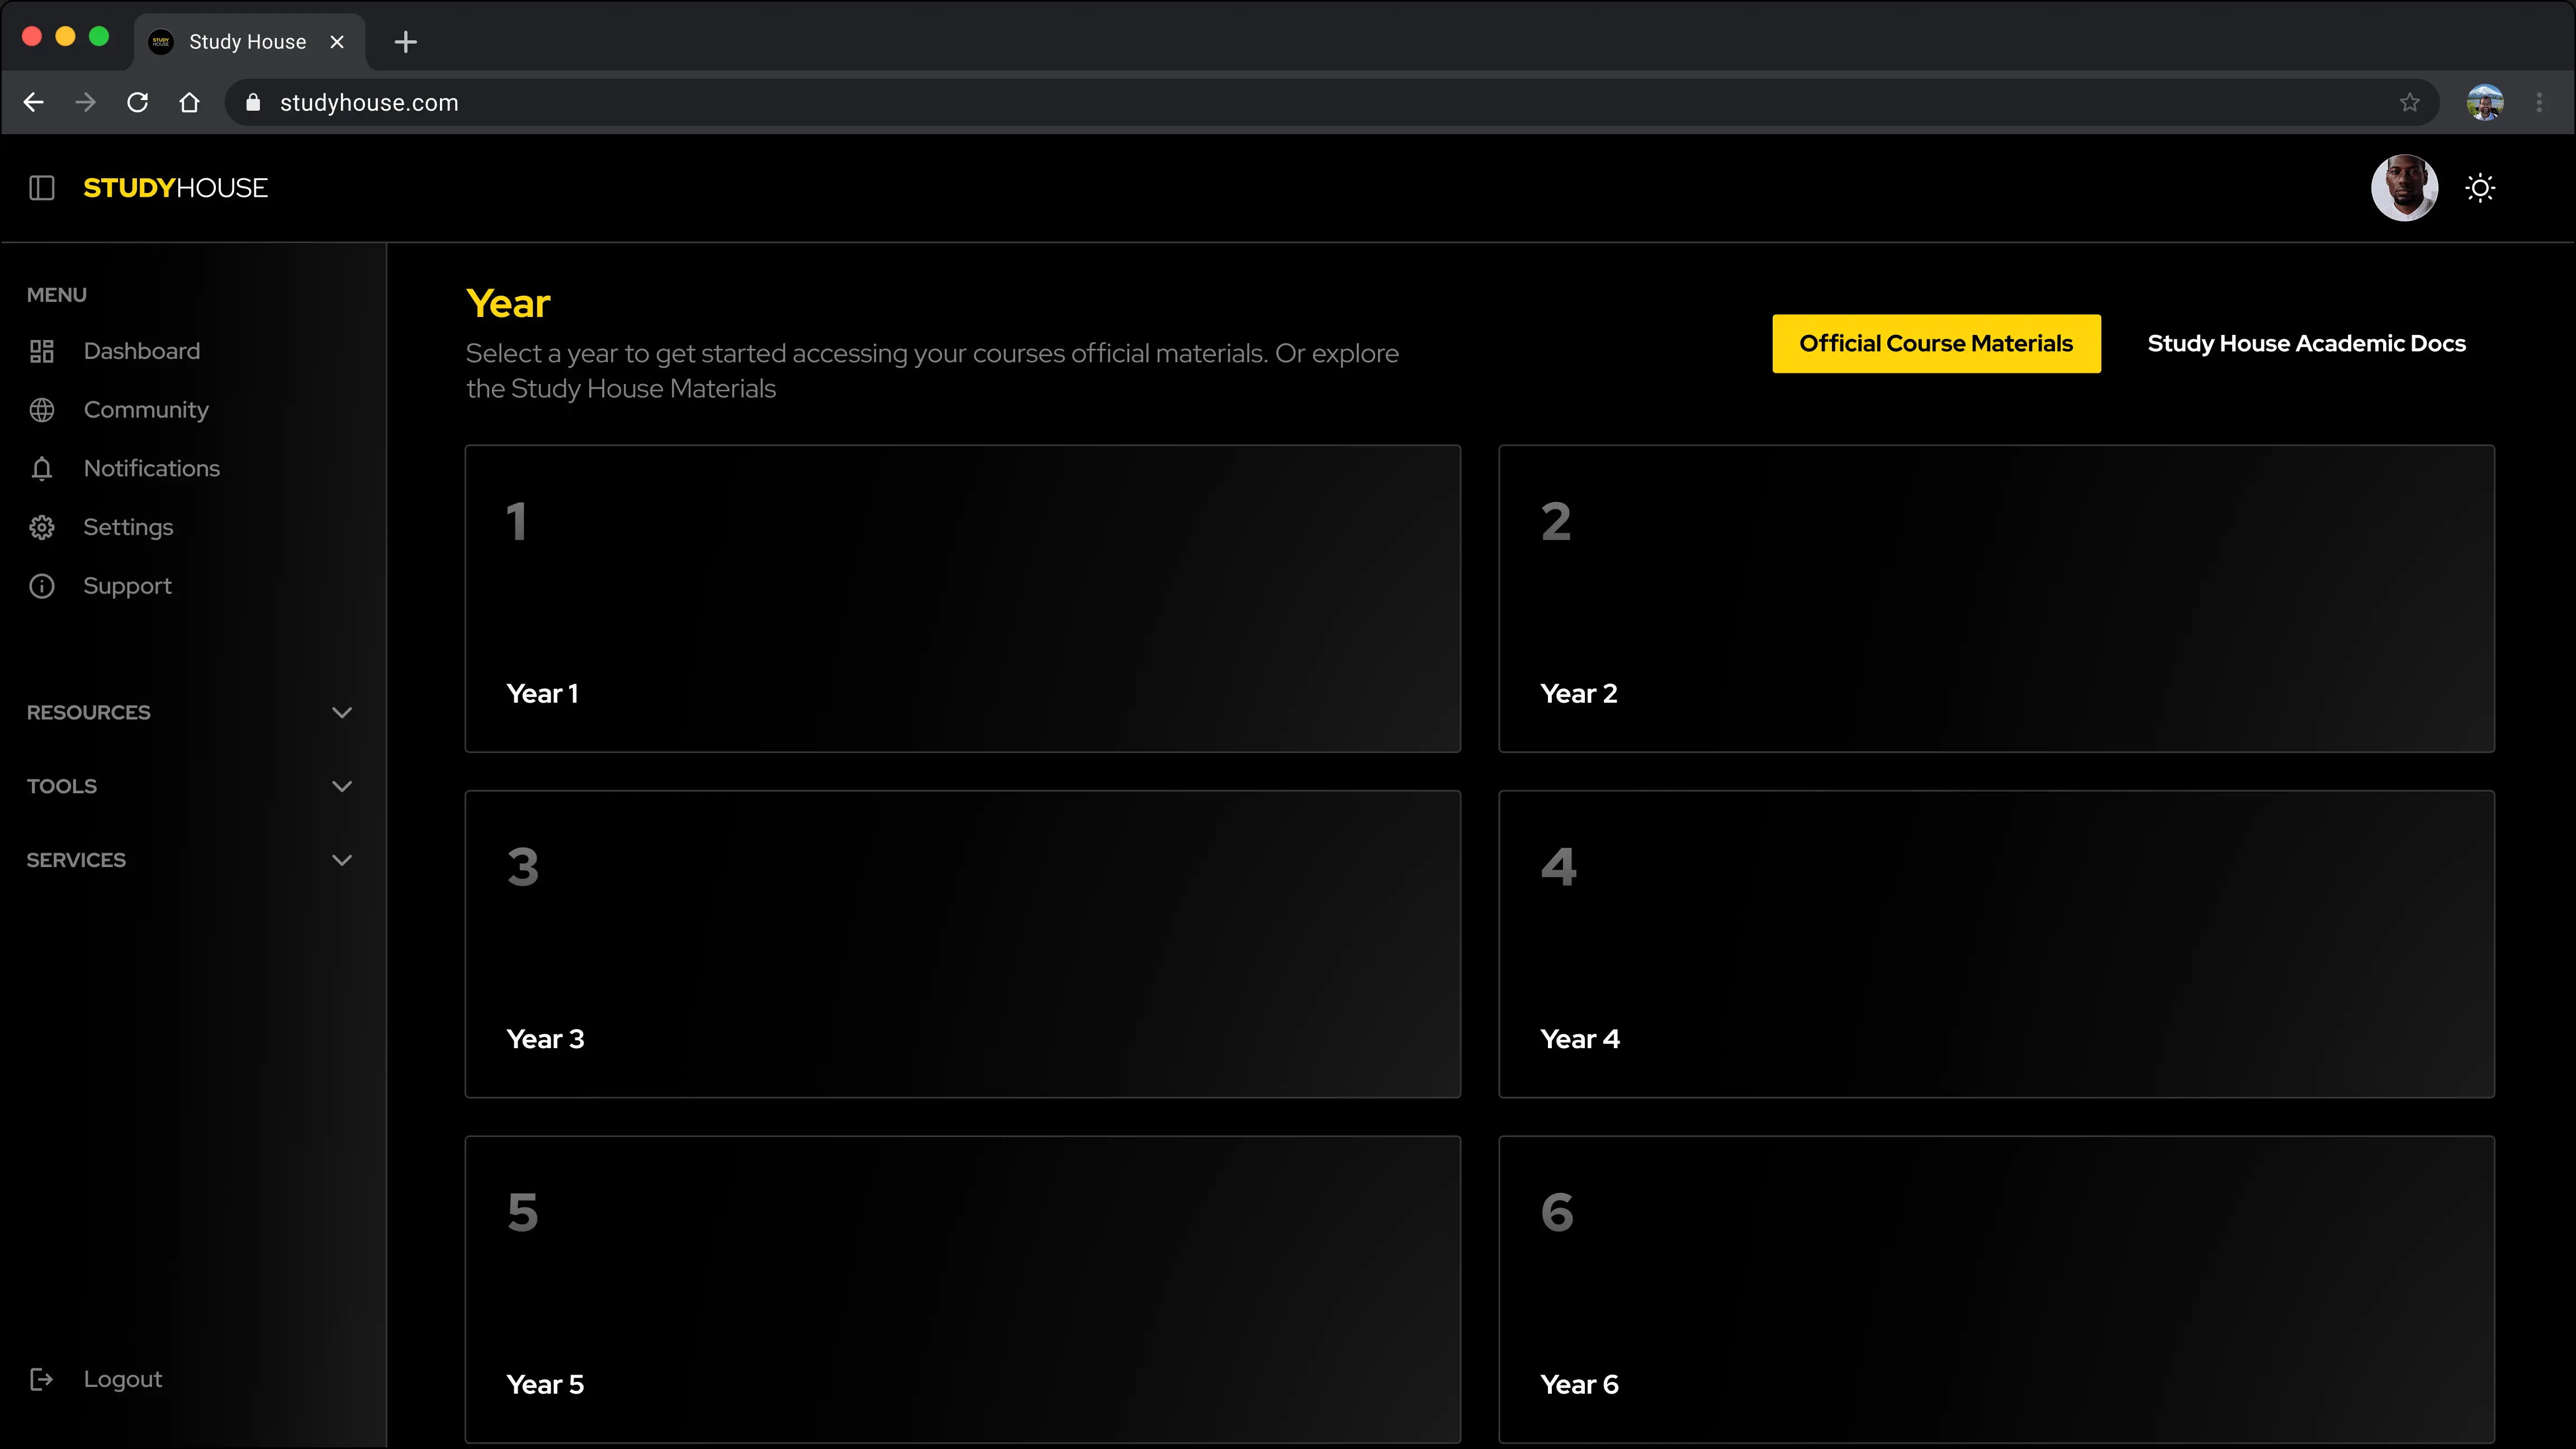 Study House
studyhouse.com
STUDYHOUSE
MENU
Dashboard
Community
Notifications
Settings
Support
RESOURCES
TOOLS
SERVICES
Logout
Year
Select a year to get started accessing your courses official materials. Or explore
the Study House Materials
Official Course Materials
Study House Academic Docs
1
Year 1
2
Year 2
3
Year 3
4
Year 4
5
Year 5
6
Year 6